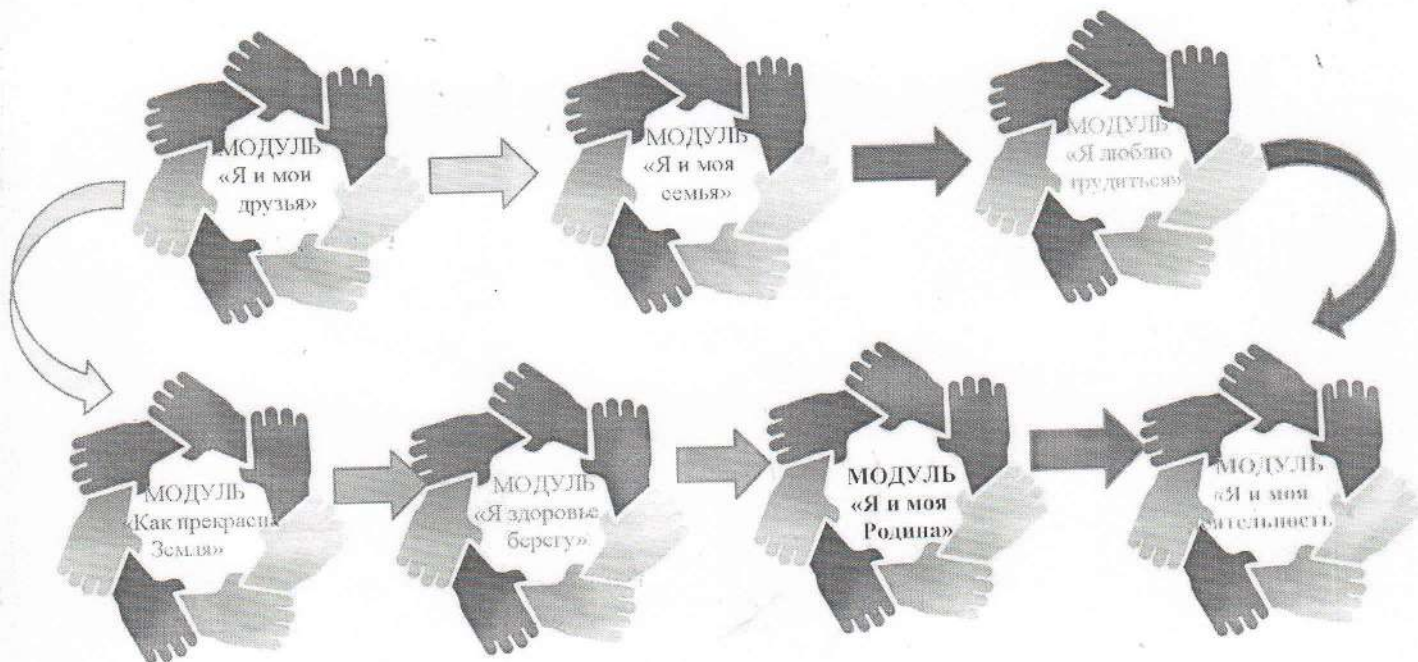 МОДУЛЬ
«Я и мои
друзья»
МОДУЛЬ
«Я и моя
семья»
МОДУЛЬ
«Я люблю
трудиться»
МОДУЛЬ
«Как прекрасна
Земля»
МОДУЛЬ
«Я здоровье
берегу».
МОДУЛЬ
«Я и моя
Родина»
МОДУЛЬ
«Я и моя